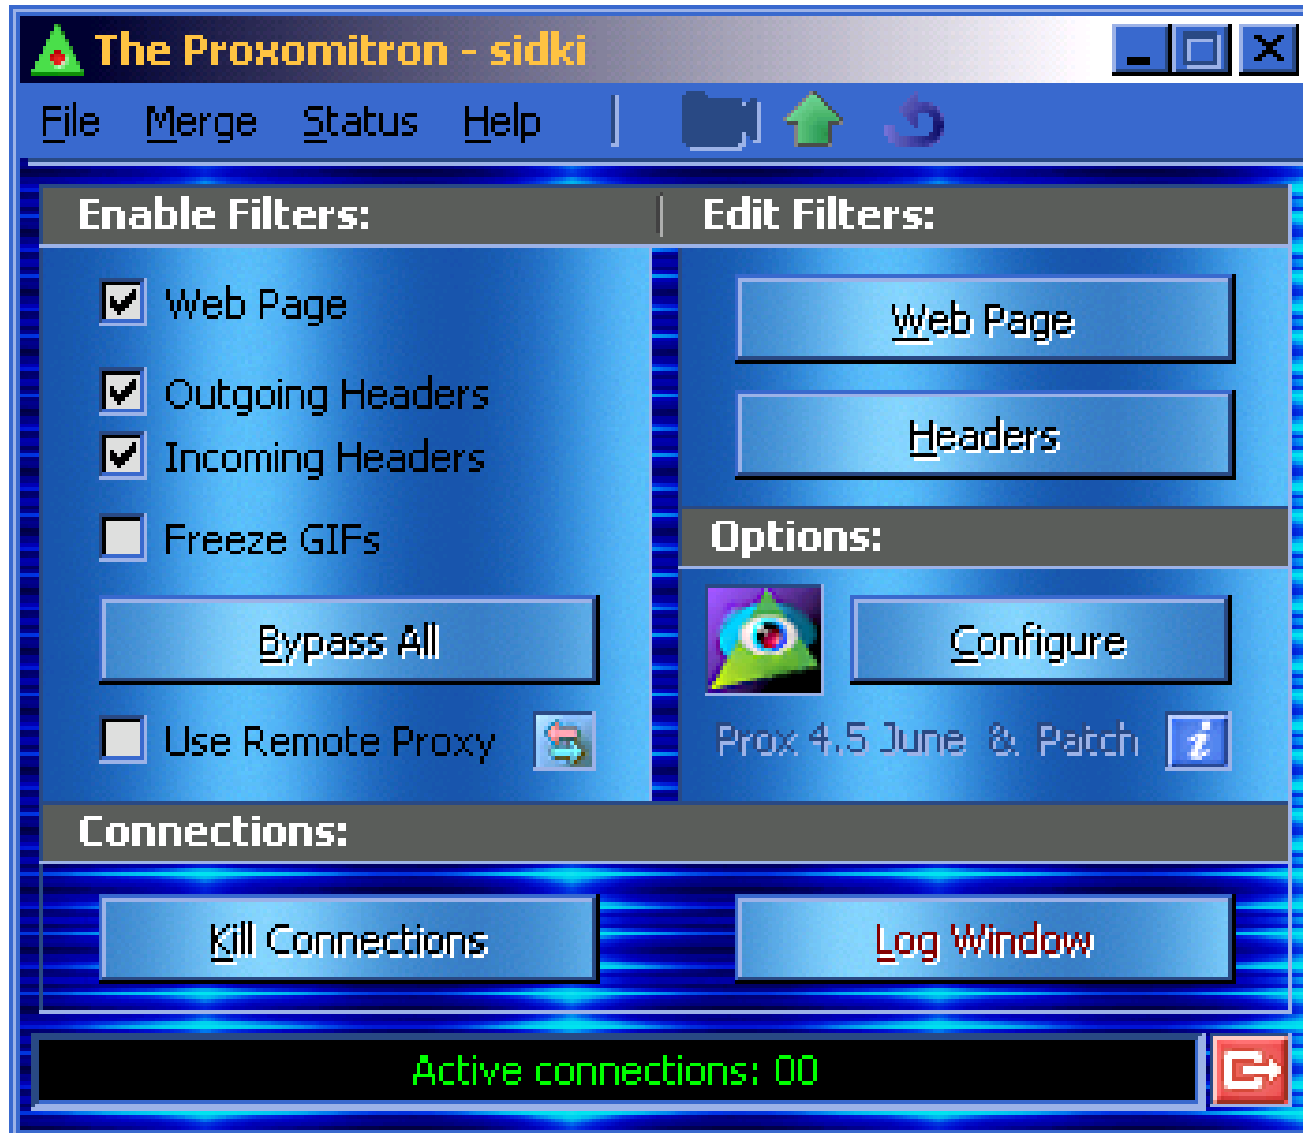 The Proxomitron - sidki
File Merge Status Help
Enable Filters:
Edit Filters:
Web Page
Outgoing Headers
Incoming Headers
Freeze GIFs
Bypass All
Use Remote Proxy
Web Page
Headers
Options:
Configure
Prox 4.5 June & Patch
i
Connections:
Kill Connections
Log Window
Active connections: 00